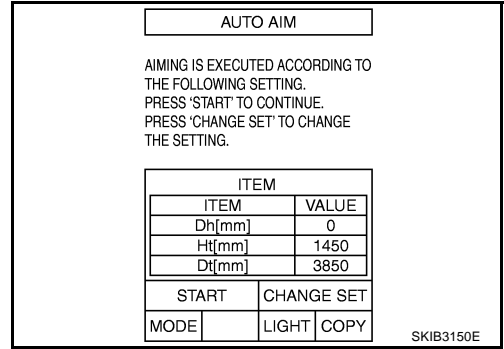 AUTO AIM
AIMING IS EXECUTED ACCORDING TO
THE FOLLOWING SETTING.
PRESS 'START' TO CONTINUE.
PRESS 'CHANGE SET' TO CHANGE
THE SETTING.
ITEM
ITEM VALUE
Dh[mm] 0
Ht[mm] 1450
Dt[mm] 3850
START CHANGE SET
MODE LIGHT COPY
SKIB3150E